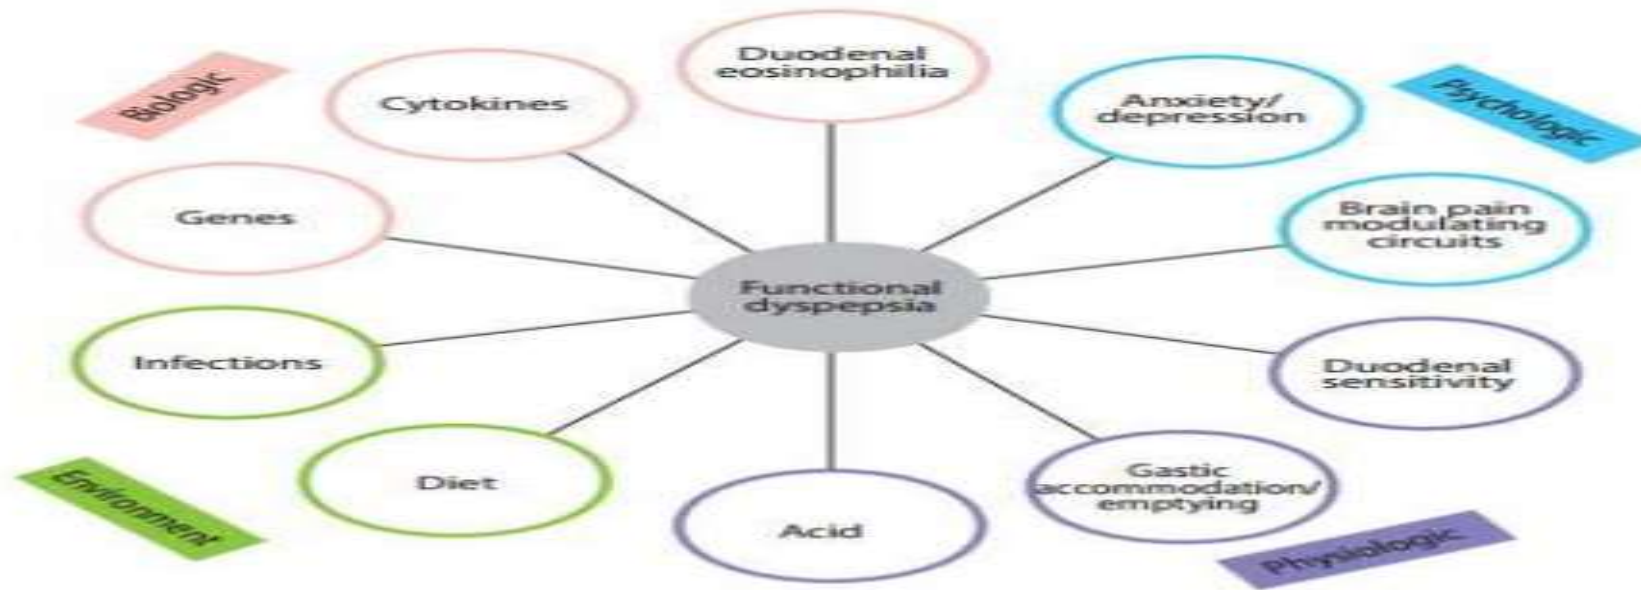 Duodenal
eosinophilia
Biologic
Cytokines
Anxiety/
depression
Psychologic
Genes
Brain pain
modulating
circuits
Functional
dyspepsia
Infections
Duodenal
sensitivity
Environment
Diet
Gastic
accommodation/
emptying
Acid
Physiologic